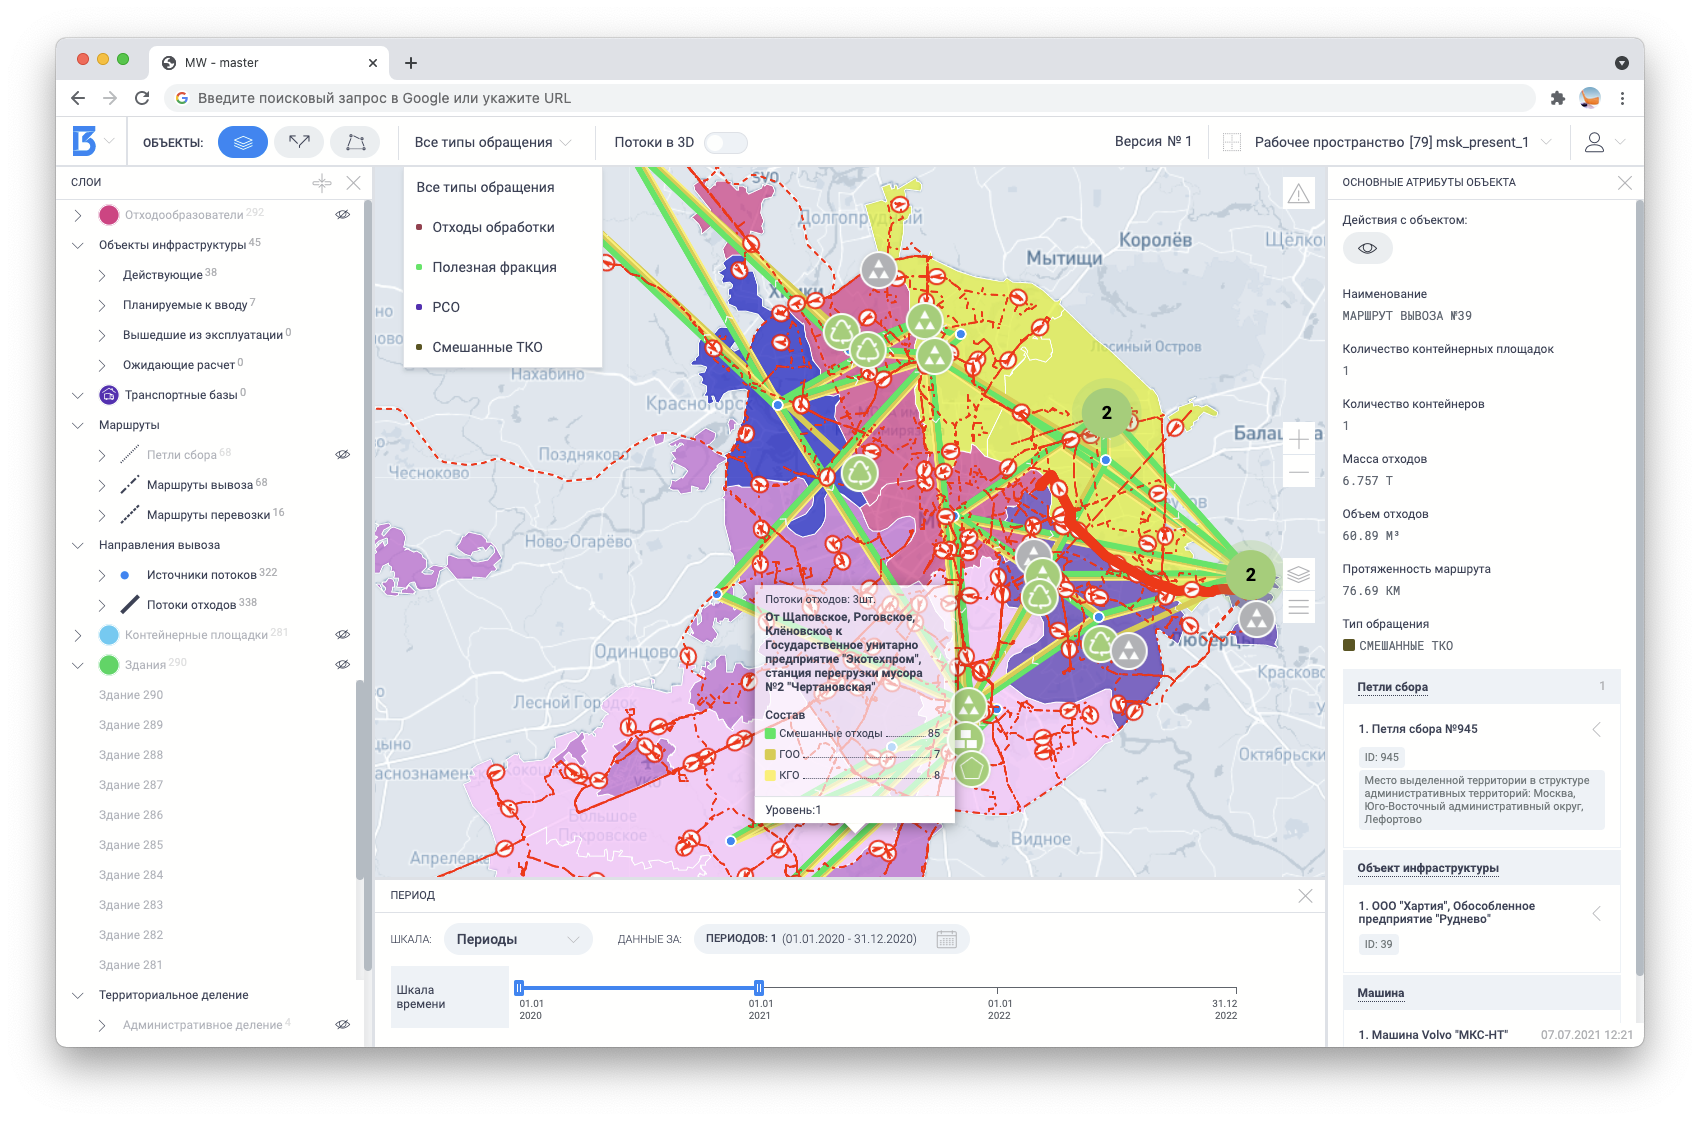 MW - master
Введите поисковый запрос в Google или укажите URL
ОБЪЕКТЫ:
Все типы обращения
Потоки в 3D
Версия № 1
Рабочее пространство [79] msk_present_1
СЛОИ
Отходообразователи 292
Объекты инфраструктуры 45
Действующие 38
Планируемые к вводу 7
Вышедшие из эксплуатации 0
Ожидающие расчет 0
Транспортные базы 0
Маршруты
Петли сбора 68
Маршруты вывоза 68
Маршруты перевозки 16
Направления вывоза
Источники потоков 322
Потоки отходов 338
Контейнерные площадки 281
Здания 290
Здание 290
Здание 289
Здание 288
Здание 287
Здание 286
Здание 285
Здание 284
Здание 283
Здание 282
Здание 281
Территориальное деление
Административное деление 4
Все типы обращения
Отходы обработки
Полезная фракция
РСО
Смешанные ТКО
Долгопрудный
Королёв
Щёлко
Мытищи
Химки
Лосиный Остров
Нахабино
Красногорс
Балашиха
Поздняково
Чесноково
Ново-Огарёво
Люберцы
Одинцово
Красково
Лесной Городок
Октябрьски
Большое
Покровское
Апрелевка
Видное
2
2
Потоки отходов: 3шт.
От Щаповское, Роговское,
Клёновское к
Государственное унитарно
предприятие "Экотехпром",
станция перегрузки мусора
№2 "Чертановская"
Состав
Смешанные отходы 85
ГОО 7
КГО 8
Уровень:1
ПЕРИОД
ШКАЛА:
Периоды
ДАННЫЕ ЗА:
ПЕРИОДОВ: 1 (01.01.2020 - 31.12.2020)
Шкала
времени
01.01
2020
01.01
2021
01.01
2022
31.12
2022
ОСНОВНЫЕ АТРИБУТЫ ОБЪЕКТА
Действия с объектом:
Наименование
МАРШРУТ ВЫВОЗА №39
Количество контейнерных площадок
1
Количество контейнеров
1
Масса отходов
6.757 Т
Объем отходов
60.89 М³
Протяженность маршрута
76.69 КМ
Тип обращения
СМЕШАННЫЕ ТКО
Петли сбора 1
1. Петля сбора №945
ID: 945
Место выделенной территории в структуре
административных территорий: Москва,
Юго-Восточный административный округ,
Лефортово
Объект инфраструктуры
1. ООО "Хартия", Обособленное
предприятие "Руднево"
ID: 39
Машина
1. Машина Volvo "МКС-НТ" 07.07.2021 12:21